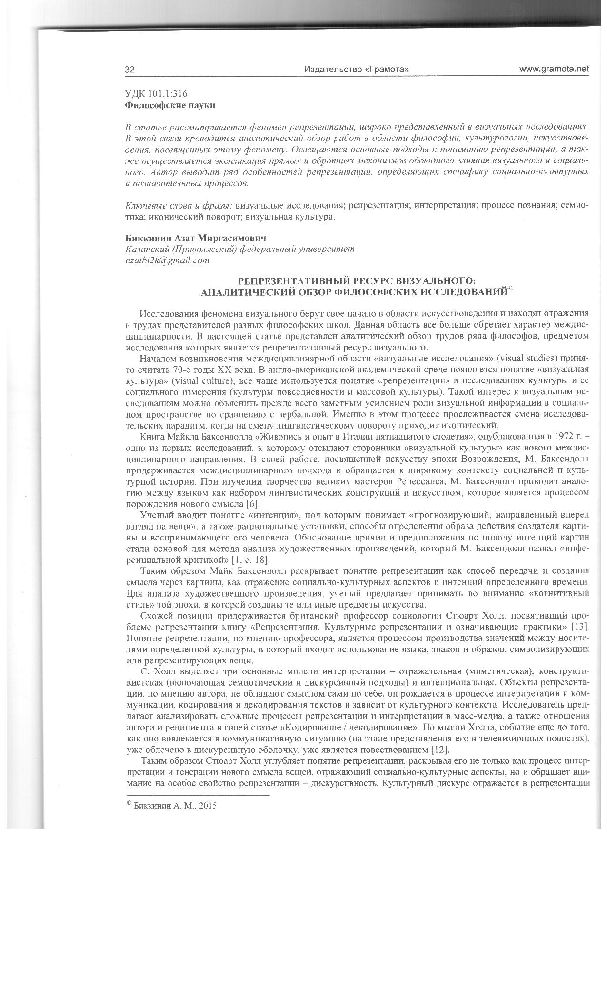 32 Издательство «Грамота» www.gramota.net
УДК 101.1:316
Философские науки
В статье рассматривается феномен репрезентации, широко представленный в визуальных исследованиях.
В этой связи проводится аналитический обзор работ в области философии, культурологии, искусствове-
дения, посвященных этому феномену. Освещаются основные подходы к пониманию репрезентации, а так-
же осуществляется экспликация прямых и обратных механизмов обоюдного влияния визуального и социаль-
ного. Автор выводит ряд особенностей репрезентации, определяющих специфику социально-культурных
и познавательных процессов.
Ключевые слова и фразы: визуальные исследования; репрезентация; интерпретация; процесс познания; семио-
тика; иконический поворот; визуальная культура.
Биккинин Азат Миргасимович
Казанский (Приволжский) федеральный университет
azatbi2k@gmail.com
РЕПРЕЗЕНТАТИВНЫЙ РЕСУРС ВИЗУАЛЬНОГО:
АНАЛИТИЧЕСКИЙ ОБЗОР ФИЛОСОФСКИХ ИССЛЕДОВАНИЙ©
Исследования феномена визуального берут свое начало в области искусствоведения и находят отражения
в трудах представителей разных философских школ. Данная область все больше обретает характер междис-
циплинарности. В настоящей статье представлен аналитический обзор трудов ряда философов, предметом
исследования которых является репрезентативный ресурс визуального.
Началом возникновения междисциплинарной области «визуальные исследования» (visual studies) приня-
то считать 70-е годы XX века. В англо-американской академической среде появляется понятие «визуальная
культура» (visual culture), все чаще используется понятие «репрезентации» в исследованиях культуры и ее
социального измерения (культуры повседневности и массовой культуры). Такой интерес к визуальным ис-
следованиям можно объяснить прежде всего заметным усилением роли визуальной информации в социаль-
ном пространстве по сравнению с вербальной. Именно в этом процессе прослеживается смена исследова-
тельских парадигм, когда на смену лингвистическому повороту приходит иконический.
Книга Майкла Баксендолла «Живопись и опыт в Италии пятнадцатого столетия», опубликованная в 1972 г. –
одно из первых исследований, к которому отсылают сторонники «визуальной культуры» как нового междис-
циплинарного направления. В своей работе, посвященной искусству эпохи Возрождения, М. Баксендолл
придерживается междисциплинарного подхода и обращается к широкому контексту социальной и куль-
турной истории. При изучении творчества великих мастеров Ренессанса, М. Баксендолл проводит анало-
гию между языком как набором лингвистических конструкций и искусством, которое является процессом
порождения нового смысла [6].
Ученый вводит понятие «интенция», под которым понимает «прогнозирующий, направленный вперед
взгляд на вещи», а также рациональные установки, способы определения образа действия создателя карти-
ны и воспринимающего его человека. Обоснование причин и предположения по поводу интенций картин
стали основой для метода анализа художественных произведений, который М. Баксендолл назвал «инфе-
ренциальной критикой» [1, с. 18].
Таким образом Майк Баксендолл раскрывает понятие репрезентации как способ передачи и создания
смысла через картины, как отражение социально-культурных аспектов и интенций определенного времени.
Для анализа художественного произведения, ученый предлагает принимать во внимание «когнитивный
стиль» той эпохи, в которой созданы те или иные предметы искусства.
Схожей позиции придерживается британский профессор социологии Стюарт Холл, посвятивший про-
блеме репрезентации книгу «Репрезентация. Культурные репрезентации и означивающие практики» [13].
Понятие репрезентации, по мнению профессора, является процессом производства значений между носите-
лями определенной культуры, в который входят использование языка, знаков и образов, символизирующих
или репрезентирующих вещи.
С. Холл выделяет три основные модели интерпретации – отражательная (миметическая), конструкти-
вистская (включающая семиотический и дискурсивный подходы) и интенциональная. Объекты репрезента-
ции, по мнению автора, не обладают смыслом сами по себе, он рождается в процессе интерпретации и ком-
муникации, кодирования и декодирования текстов и зависит от культурного контекста. Исследователь пред-
лагает анализировать сложные процессы репрезентации и интерпретации в масс-медиа, а также отношения
автора и реципиента в своей статье «Кодирование / декодирование». По мысли Холла, событие еще до того,
как оно вовлекается в коммуникативную ситуацию (на этапе представления его в телевизионных новостях),
уже облечено в дискурсивную оболочку, уже является повествованием [12].
Таким образом Стюарт Холл углубляет понятие репрезентации, раскрывая его не только как процесс интер-
претации и генерации нового смысла вещей, отражающий социально-культурные аспекты, но и обращает вни-
мание на особое свойство репрезентации – дискурсивность. Культурный дискурс отражается в репрезентации
© Биккинин А. М., 2015